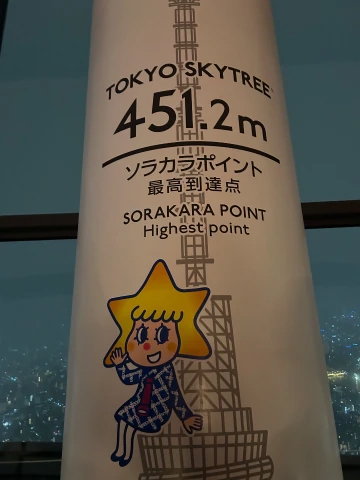 TOKYO SKYTREE®
451.2m
ソラカラポイント
最高到達点
SORAKARA POINT
Highest point